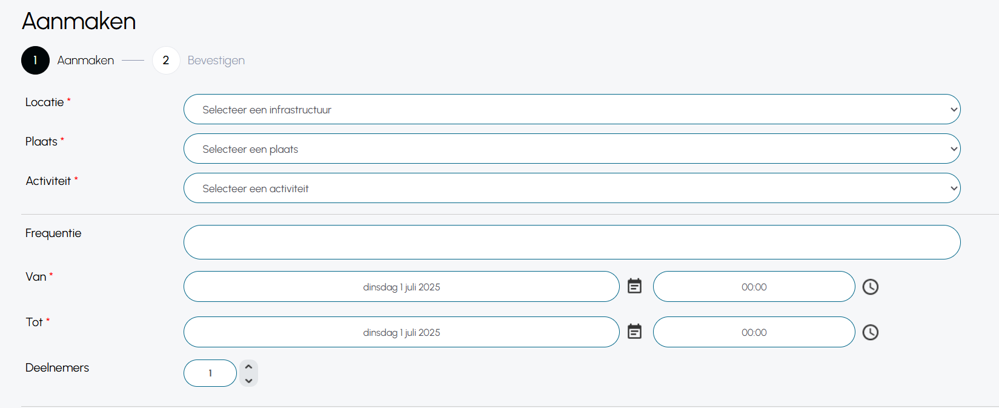 Aanmaken
1 Aanmaken 2 Bevestigen
Locatie * Selecteer een infrastructuur
Plaats * Selecteer een plaats
Activiteit * Selecteer een activiteit
Frequentie
Van * dinsdag 1 juli 2025 00:00
Tot * dinsdag 1 juli 2025 00:00
Deelnemers 1